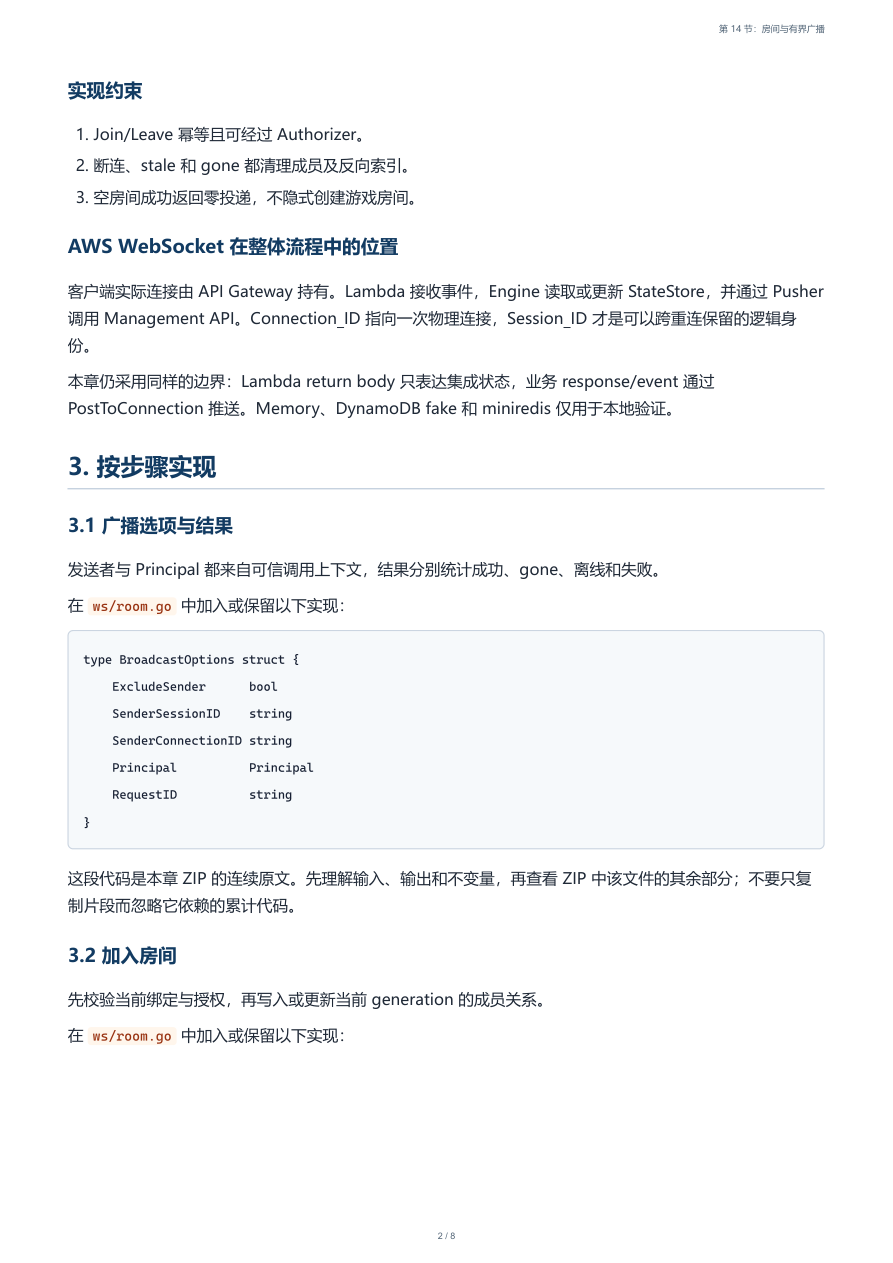 第 14 节：房间与有界广播
实现约束
1. Join/Leave 幂等且可经过 Authorizer。
2. 断连、stale 和 gone 都清理成员及反向索引。
3. 空房间成功返回零投递，不隐式创建游戏房间。
AWS WebSocket 在整体流程中的位置
客户端实际连接由 API Gateway 持有。Lambda 接收事件，Engine 读取或更新 StateStore，并通过 Pusher
调用 Management API。Connection_ID 指向一次物理连接，Session_ID 才是可以跨重连保留的逻辑身
份。
本章仍采用同样的边界：Lambda return body 只表达集成状态，业务 response/event 通过
PostToConnection 推送。Memory、DynamoDB fake 和 miniredis 仅用于本地验证。
3. 按步骤实现
3.1 广播选项与结果
发送者与 Principal 都来自可信调用上下文，结果分别统计成功、gone、离线和失败。
在 ws/room.go 中加入或保留以下实现：
type BroadcastOptions struct {
    ExcludeSender      bool
    SenderSessionID    string
    SenderConnectionID string
    Principal          Principal
    RequestID          string
}
这段代码是本章 ZIP 的连续原文。先理解输入、输出和不变量，再查看 ZIP 中该文件的其余部分；不要只复
制片段而忽略它依赖的累计代码。
3.2 加入房间
先校验当前绑定与授权，再写入或更新当前 generation 的成员关系。
在 ws/room.go 中加入或保留以下实现：
2 / 8